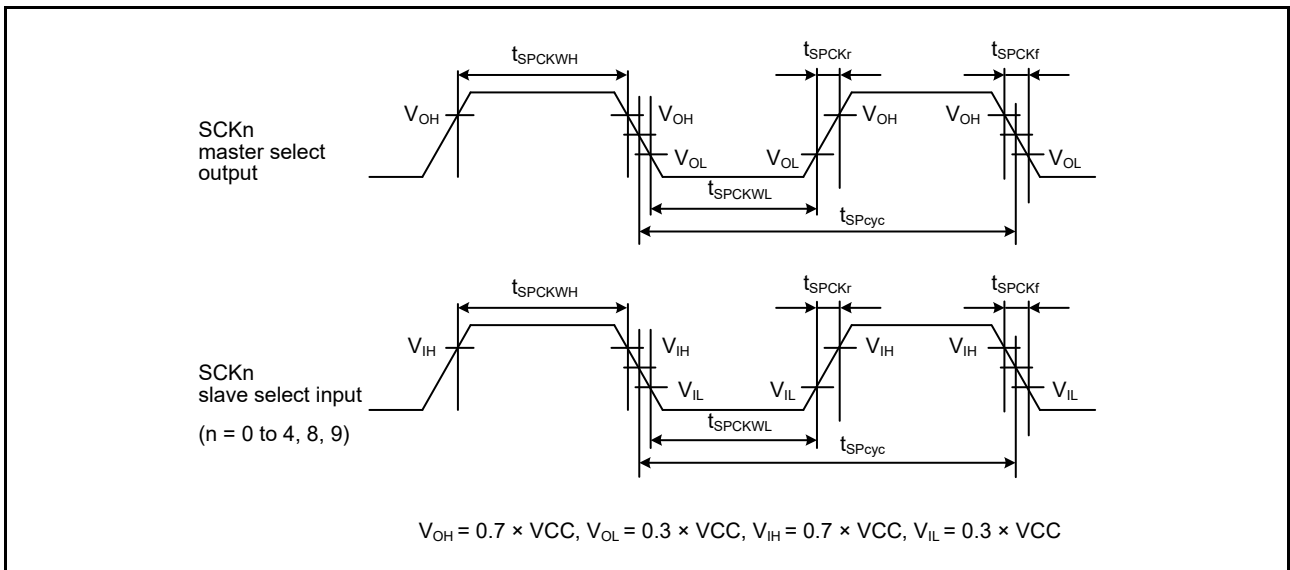 tSPCKWH
tSPCKr
tSPCKf
SCKn
master select
output
VOH
VOH
VOH
VOH
VOL
VOL
VOL
tSPCKWL
tSPcyc
tSPCKWH
tSPCKr
tSPCKf
SCKn
slave select input
(n = 0 to 4, 8, 9)
VIH
VIH
VIH
VIH
VIL
VIL
VIL
tSPCKWL
tSPcyc
VOH = 0.7 × VCC, VOL = 0.3 × VCC, VIH = 0.7 × VCC, VIL = 0.3 × VCC